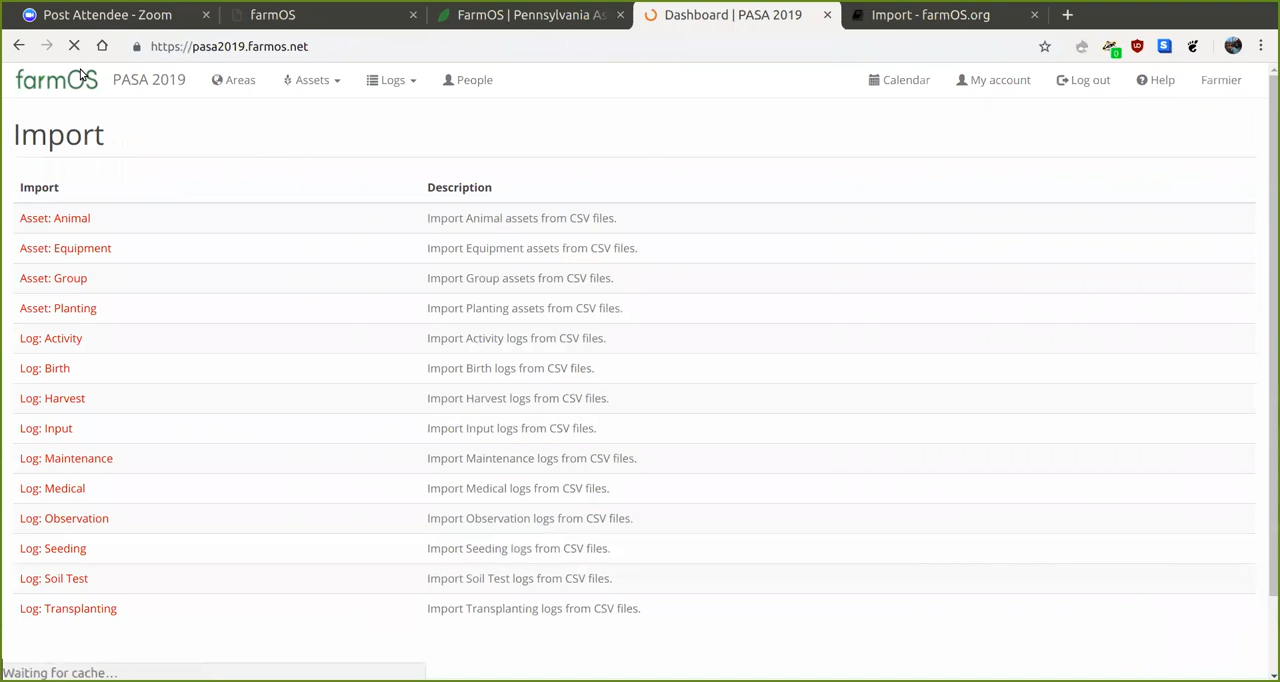 Post Attendee - Zoom
farmOS
FarmOS | Pennsylvania As
Dashboard | PASA 2019
Import - farmOS.org
https://pasa2019.farmos.net
0
farmOS
PASA 2019
Areas
Assets
Logs
People
Calendar
My account
Log out
Help
Farmier
Import
Import
Description
Asset: Animal
Import Animal assets from CSV files.
Asset: Equipment
Import Equipment assets from CSV files.
Asset: Group
Import Group assets from CSV files.
Asset: Planting
Import Planting assets from CSV files.
Log: Activity
Import Activity logs from CSV files.
Log: Birth
Import Birth logs from CSV files.
Log: Harvest
Import Harvest logs from CSV files.
Log: Input
Import Input logs from CSV files.
Log: Maintenance
Import Maintenance logs from CSV files.
Log: Medical
Import Medical logs from CSV files.
Log: Observation
Import Observation logs from CSV files.
Log: Seeding
Import Seeding logs from CSV files.
Log: Soil Test
Import Soil Test logs from CSV files.
Log: Transplanting
Import Transplanting logs from CSV files.
Waiting for cache...